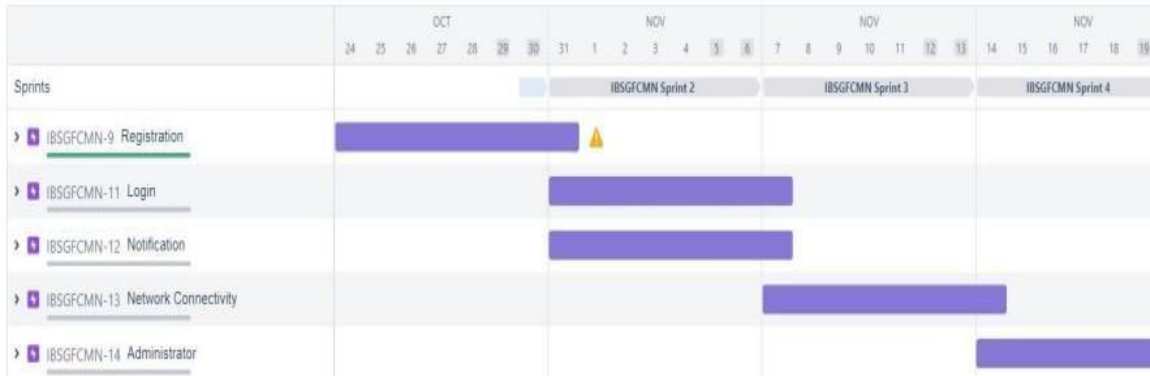 OCT NOV NOV NOV
24 25 26 27 28 29 30 31 1 2 3 4 5 6 7 8 9 10 11 12 13 14 15 16 17 18 19
Sprints IBSGFCMN Sprint 2 IBSGFCMN Sprint 3 IBSGFCMN Sprint 4
IBSGFCMN-9 Registration
IBSGFCMN-11 Login
IBSGFCMN-12 Notification
IBSGFCMN-13 Network Connectivity
IBSGFCMN-14 Administrator